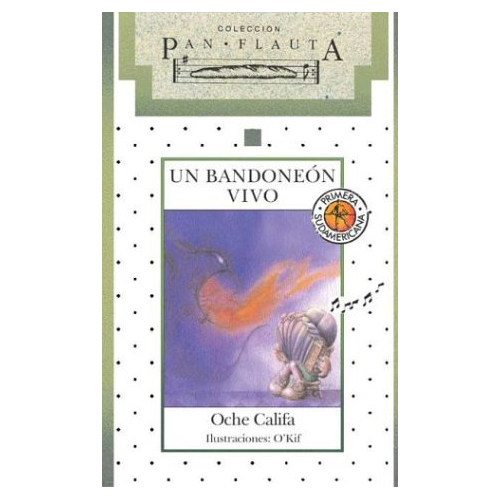 COLECCIÓN
PAN·FLAUTA
UN BANDONEÓN
VIVO
PRIMERA
SUDAMERICANA
Oche Califa
Ilustraciones: O'Kif